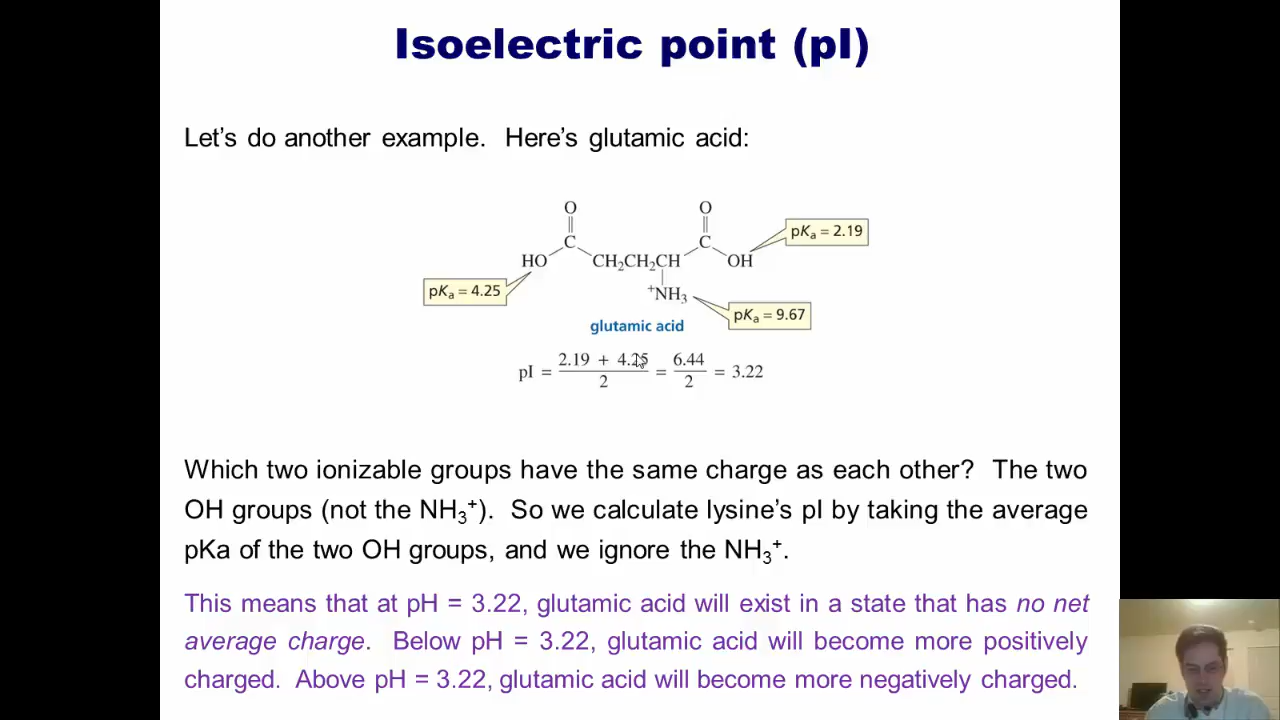 Isoelectric point (pI)
Let's do another example. Here's glutamic acid:
O O
C C
HO CH₂CH₂CH OH
⁺NH₃
pKₐ = 2.19
pKₐ = 4.25
pKₐ = 9.67
glutamic acid
pI = (2.19 + 4.25)/2 = 6.44/2 = 3.22
Which two ionizable groups have the same charge as each other? The two
OH groups (not the NH₃⁺). So we calculate lysine's pI by taking the average
pKa of the two OH groups, and we ignore the NH₃⁺.
This means that at pH = 3.22, glutamic acid will exist in a state that has no net
average charge. Below pH = 3.22, glutamic acid will become more positively
charged. Above pH = 3.22, glutamic acid will become more negatively charged.